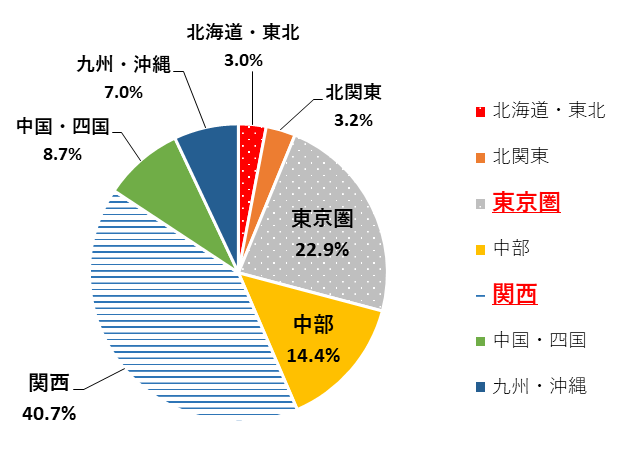 北海道・東北
3.0%
九州・沖縄
7.0%
北関東
3.2%
中国・四国
8.7%
東京圏
22.9%
中部
14.4%
関西
40.7%
北海道・東北
北関東
東京圏
中部
関西
中国・四国
九州・沖縄